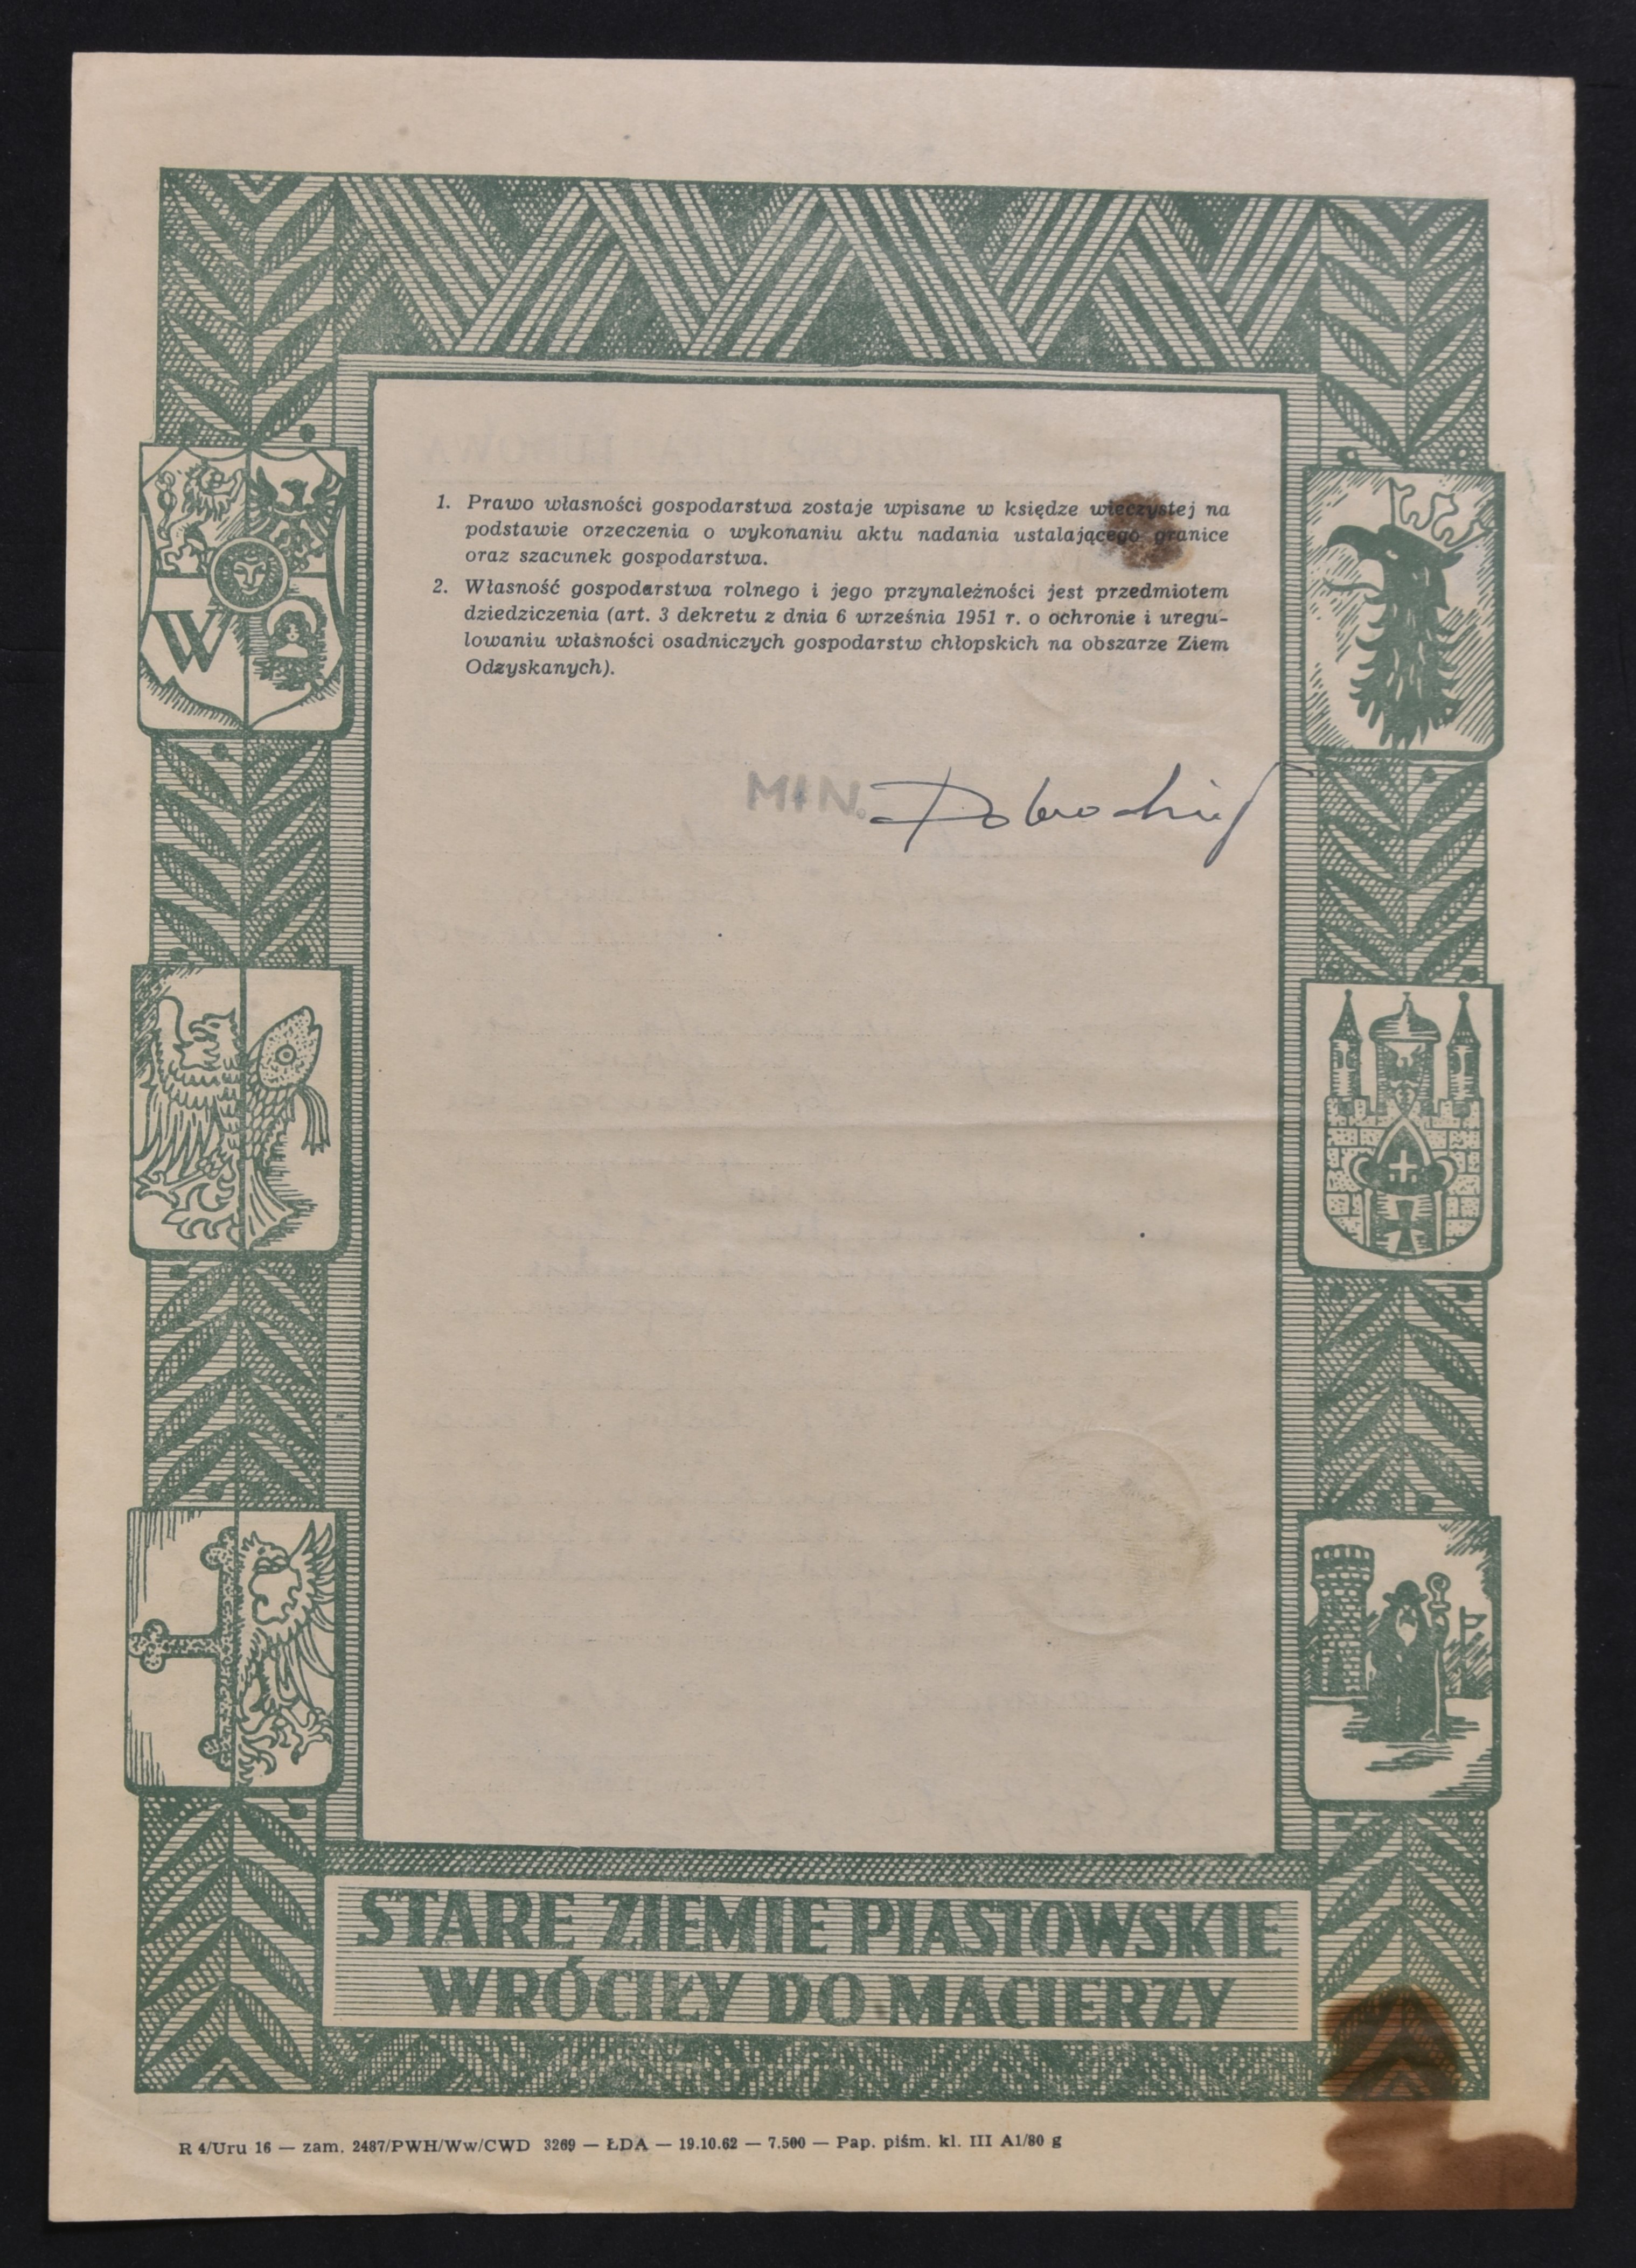 1. Prawo własności gospodarstwa zostaje wpisane w księdze wieczystej na
podstawie orzeczenia o wykonaniu aktu nadania ustalającego granice
oraz szacunek gospodarstwa.
2. Własność gospodarstwa rolnego i jego przynależności jest przedmiotem
dziedziczenia (art. 3 dekretu z dnia 6 września 1951 r. o ochronie i uregu-
lowaniu własności osadniczych gospodarstw chłopskich na obszarze Ziem
Odzyskanych).
MIN.
W
STARE ZIEMIE PIASTOWSKIE
WRÓCIŁY DO MACIERZY
R 4/Uru 16 — zam. 2487/PWH/Ww/CWD 3269 — ŁDA — 19.10.62 — 7.500 — Pap. piśm. kl. III A1/80 g